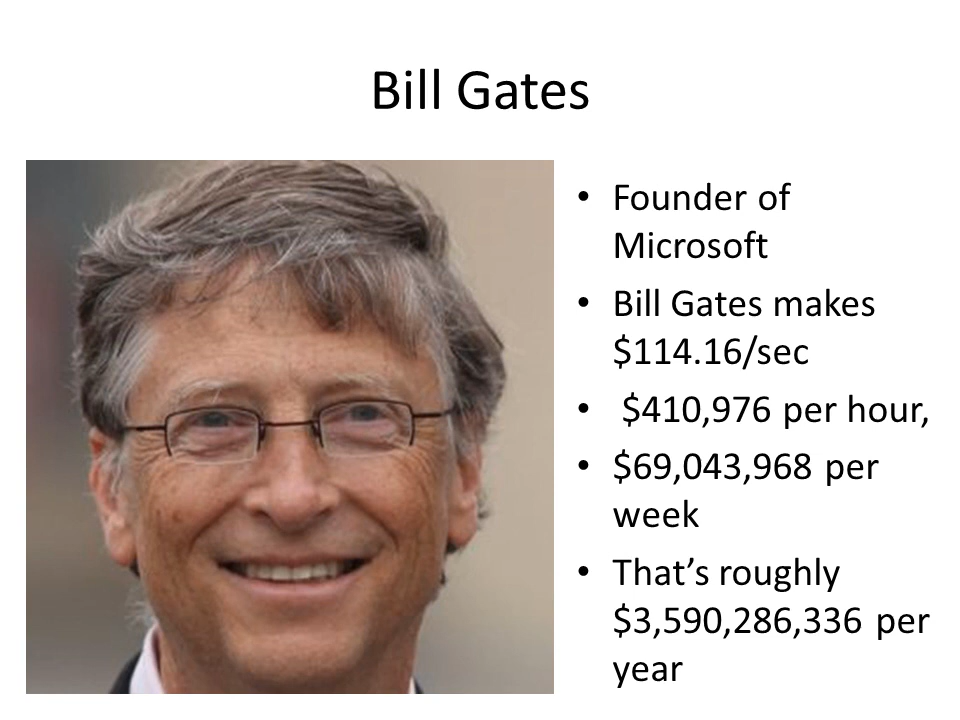 Bill Gates
• Founder of
Microsoft
• Bill Gates makes
$114.16/sec
• $410,976 per hour,
• $69,043,968 per
week
• That’s roughly
$3,590,286,336 per
year